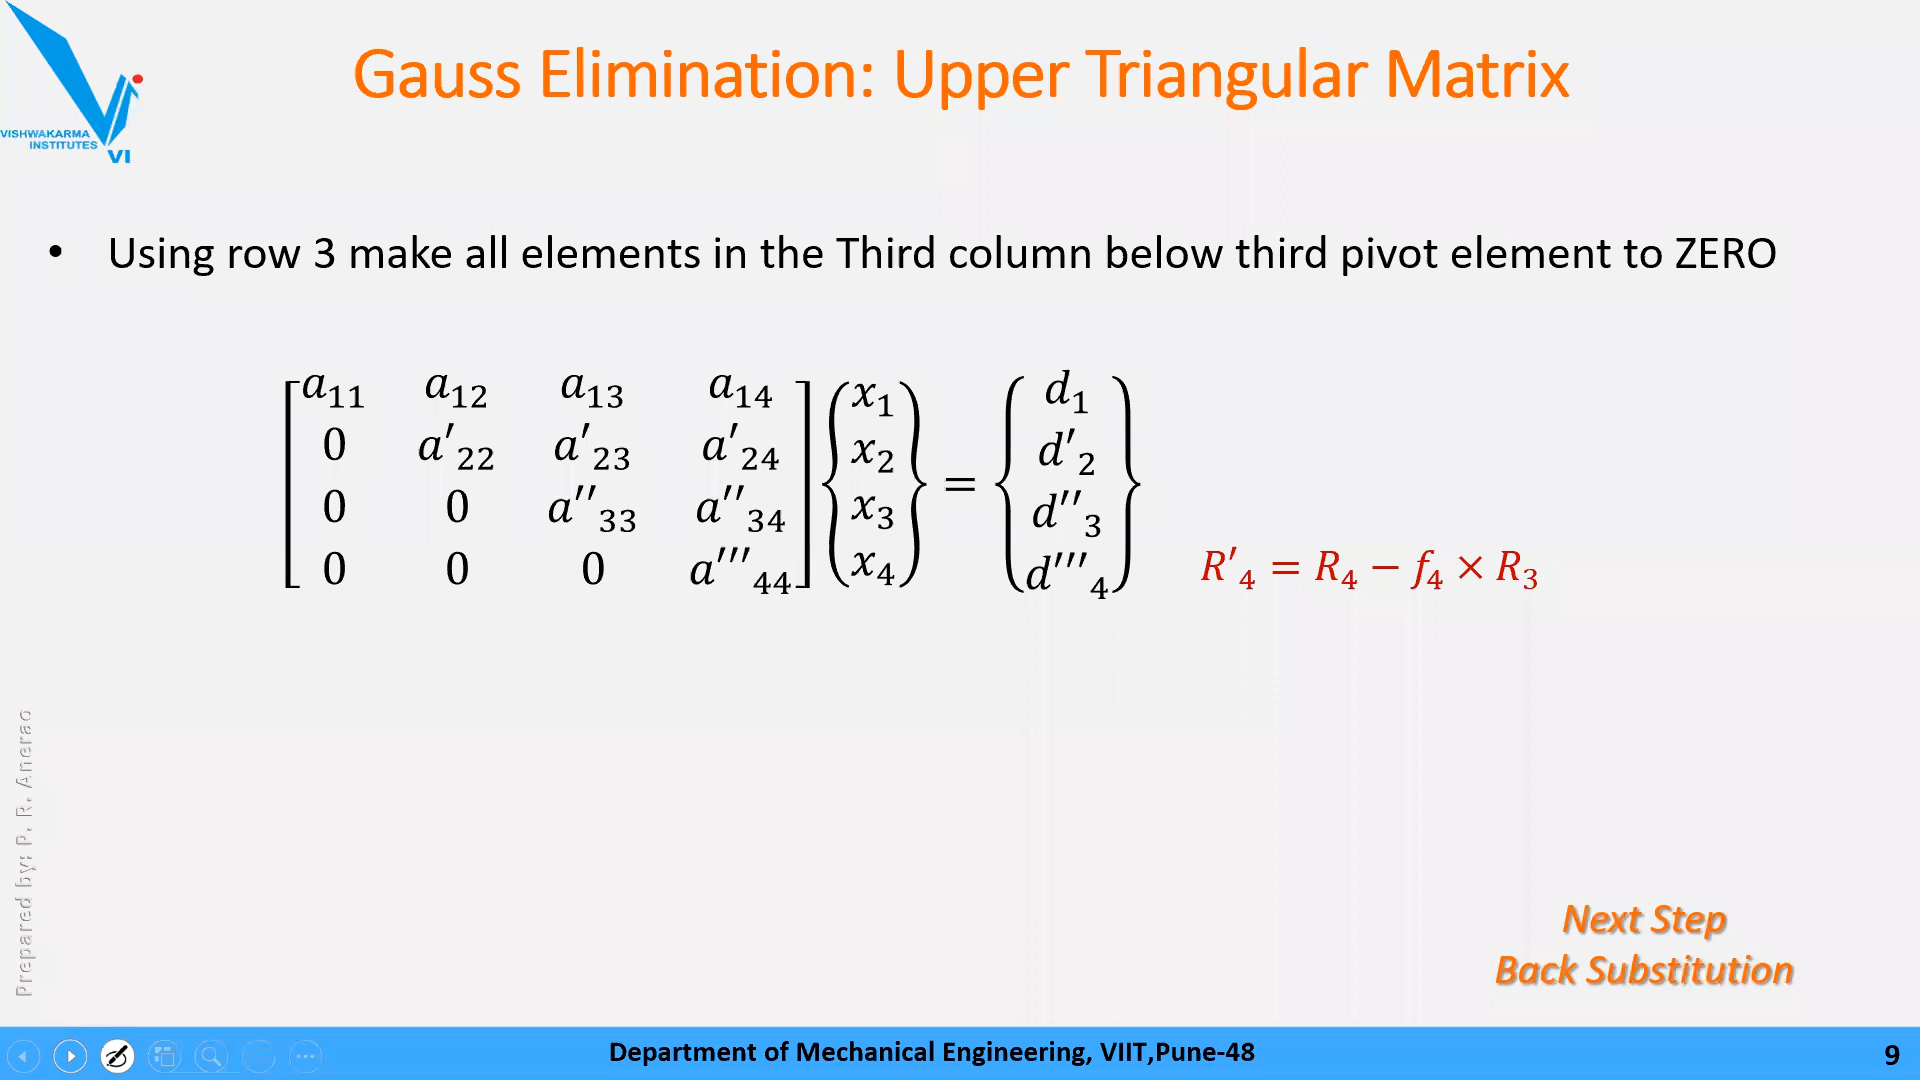 Gauss Elimination: Upper Triangular Matrix
VISHWAKARMA
INSTITUTES
VI
• Using row 3 make all elements in the Third column below third pivot element to ZERO
a₁₁ a₁₂ a₁₃ a₁₄ x₁ d₁
0 a′₂₂ a′₂₃ a′₂₄ x₂ d′₂
=
0 0 a′′₃₃ a′′₃₄ x₃ d′′₃
0 0 0 a′′′₄₄ x₄ d′′′₄ R′₄ = R₄ − f₄ × R₃
Prepared by: P. R. Anerao
Next Step
Back Substitution
Department of Mechanical Engineering, VIIT,Pune-48
9